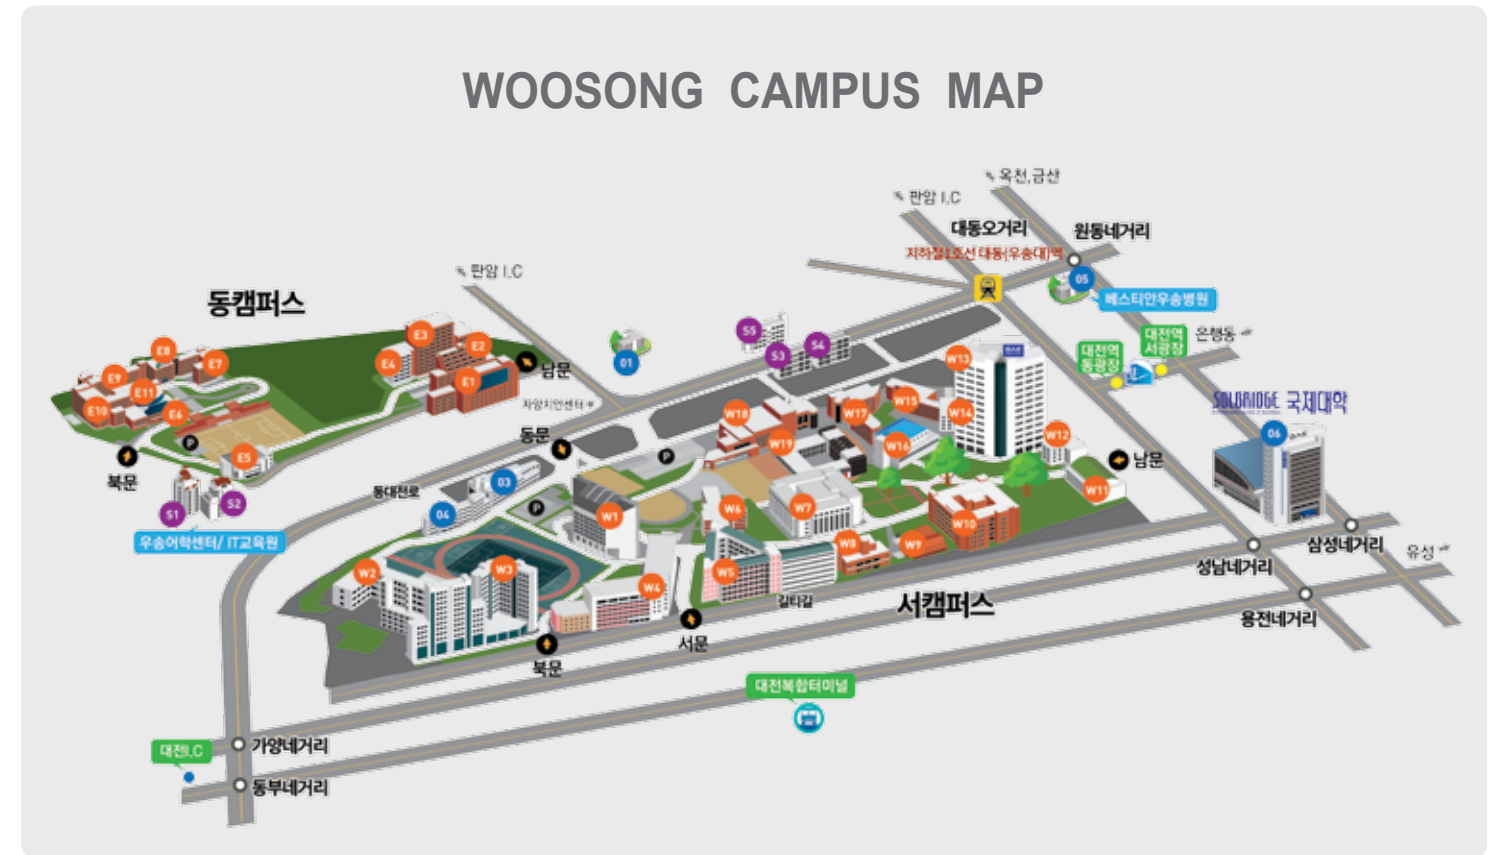 WOOSONG CAMPUS MAP
옥천,금산
판암 I.C
대동오거리
원동네거리
지하철1호선 대동(우송대)역
05
베스티안우송병원
판암 I.C
동캠퍼스
은행동
대전역
서광장
대전역
동광장
SOLBRIDGE 국제대학
06
E3
E2
E4
E1
E8
E7
E9
E11
E10
E6
E5
P
남문
북문
S1
S2
우송어학센터/ IT교육원
01
S5
S3
S4
자양치안센터
동문
동대전로
03
04
P
P
W13
W14
W15
W17
W18
W19
W16
W12
W11
남문
W1
W6
W7
W10
W9
W8
W5
W2
W3
W4
길티길
서캠퍼스
서문
북문
삼성네거리
성남네거리
유성
용전네거리
대전복합터미널
대전I.C
가양네거리
동부네거리